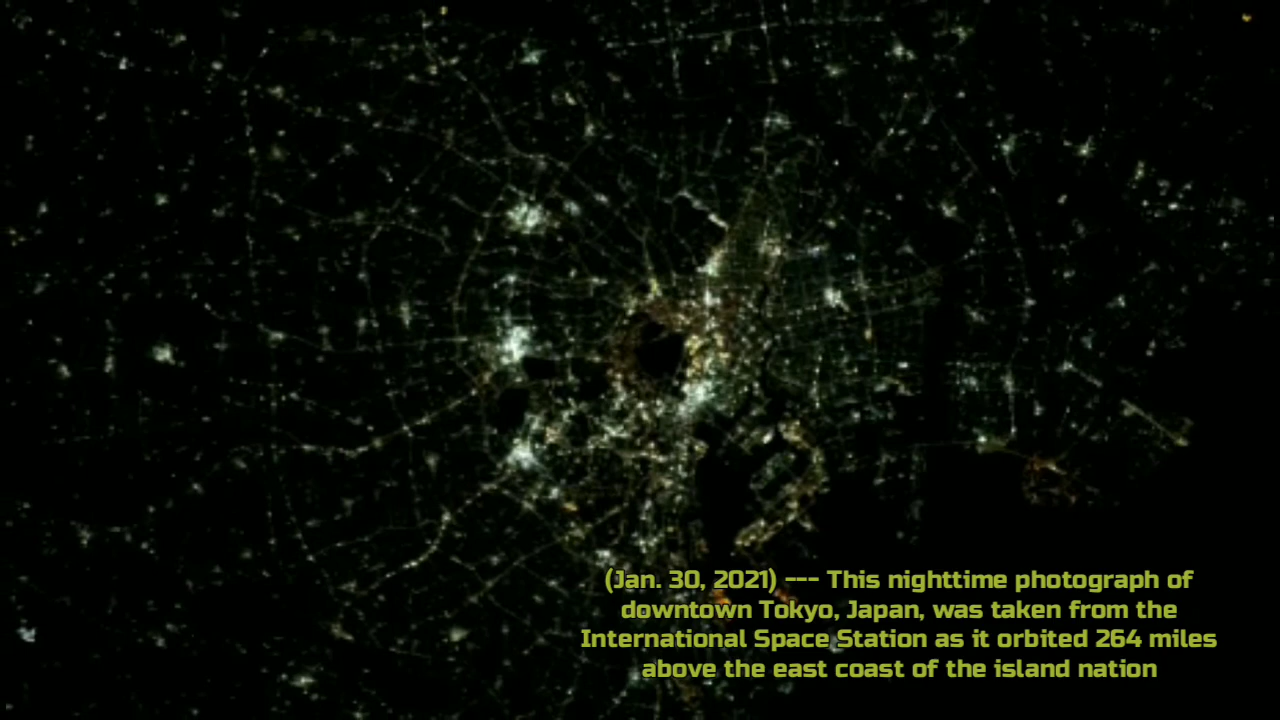 (Jan. 30, 2021) --- This nighttime photograph of
downtown Tokyo, Japan, was taken from the
International Space Station as it orbited 264 miles
above the east coast of the island nation